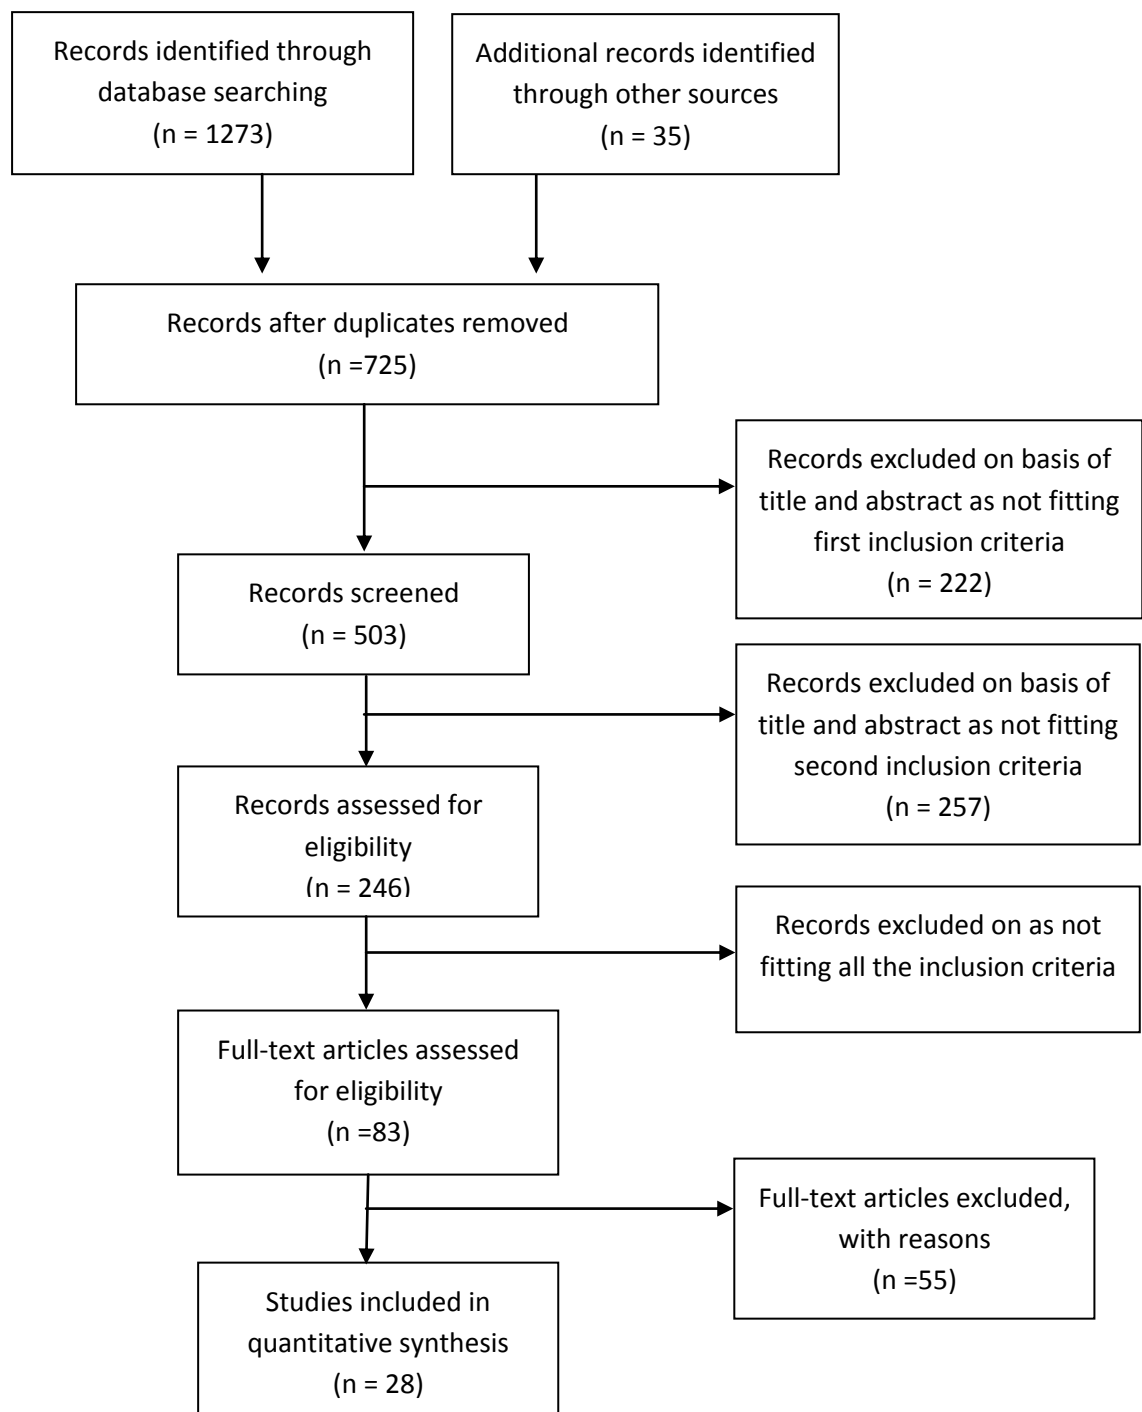 Records identified through
database searching
(n = 1273)
Additional records identified
through other sources
(n = 35)
Records after duplicates removed
(n =725)
Records excluded on basis of
title and abstract as not fitting
first inclusion criteria
(n = 222)
Records screened
(n = 503)
Records excluded on basis of
title and abstract as not fitting
second inclusion criteria
(n = 257)
Records assessed for
eligibility
(n = 246)
Records excluded on as not
fitting all the inclusion criteria
Full-text articles assessed
for eligibility
(n =83)
Full-text articles excluded,
with reasons
(n =55)
Studies included in
quantitative synthesis
(n = 28)